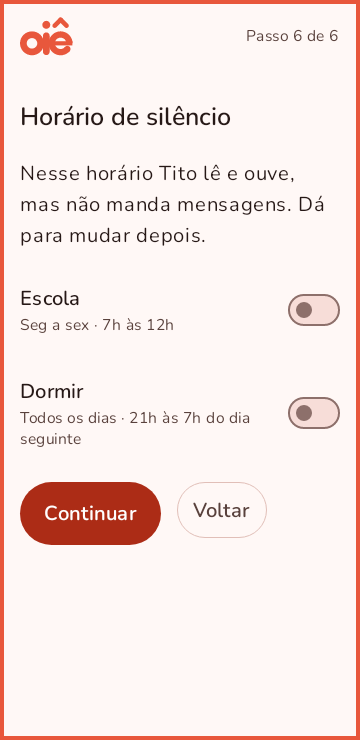 oiê
Passo 6 de 6
Horário de silêncio
Nesse horário Tito lê e ouve,
mas não manda mensagens. Dá
para mudar depois.
Escola
Seg a sex · 7h às 12h
Dormir
Todos os dias · 21h às 7h do dia
seguinte
Continuar
Voltar